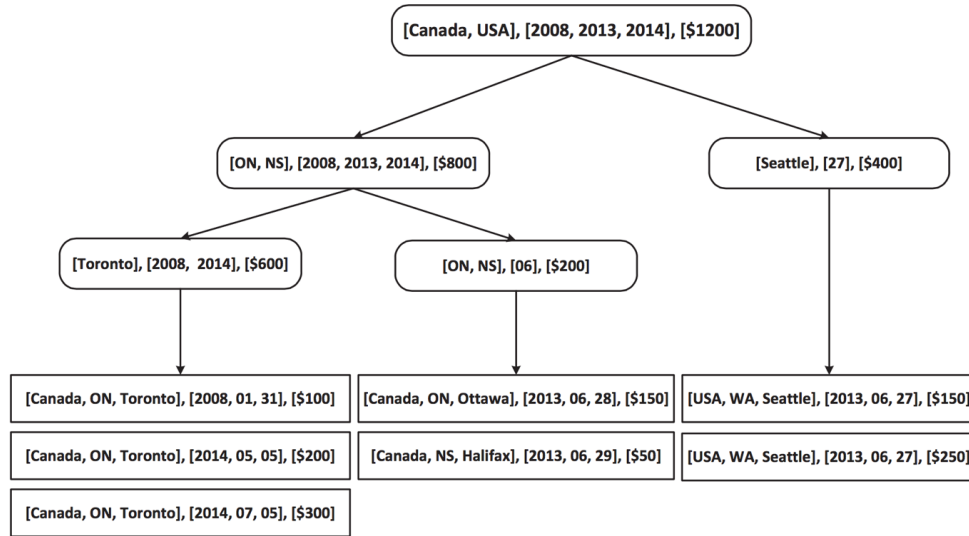 [Canada, USA], [2008, 2013, 2014], [$1200]
[ON, NS], [2008, 2013, 2014], [$800]
[Seattle], [27], [$400]
[Toronto], [2008, 2014], [$600]
[ON, NS], [06], [$200]
[Canada, ON, Toronto], [2008, 01, 31], [$100]
[Canada, ON, Ottawa], [2013, 06, 28], [$150]
[USA, WA, Seattle], [2013, 06, 27], [$150]
[Canada, ON, Toronto], [2014, 05, 05], [$200]
[Canada, NS, Halifax], [2013, 06, 29], [$50]
[USA, WA, Seattle], [2013, 06, 27], [$250]
[Canada, ON, Toronto], [2014, 07, 05], [$300]